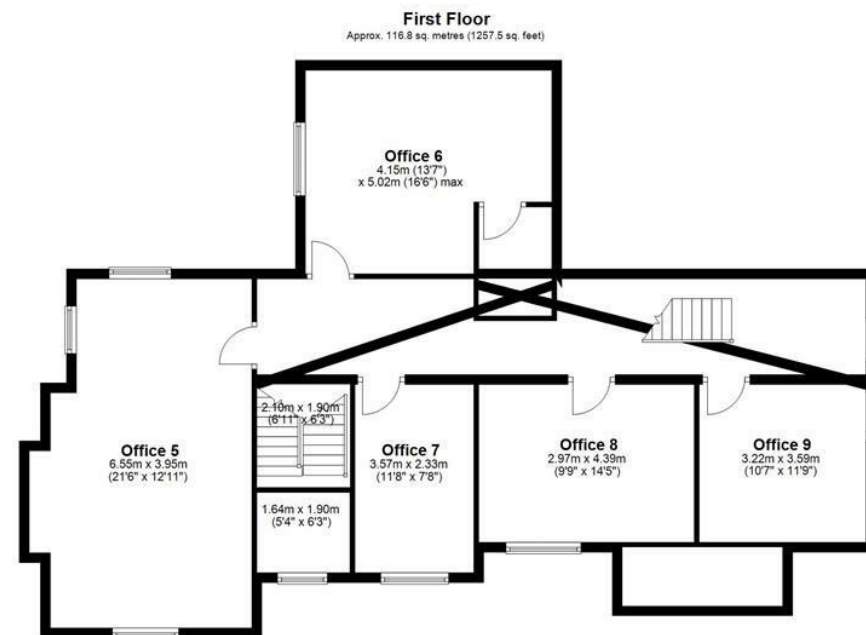 First Floor
Approx. 116.8 sq. metres (1257.5 sq. feet)
Office 6
4.15m (13'7")
x 5.02m (16'6") max
2.10m x 1.90m
(6'11" x 6'3")
Office 5
6.55m x 3.95m
(21'6" x 12'11")
Office 7
3.57m x 2.33m
(11'8" x 7'8")
Office 8
2.97m x 4.39m
(9'9" x 14'5")
Office 9
3.22m x 3.59m
(10'7" x 11'9")
1.64m x 1.90m
(5'4" x 6'3")